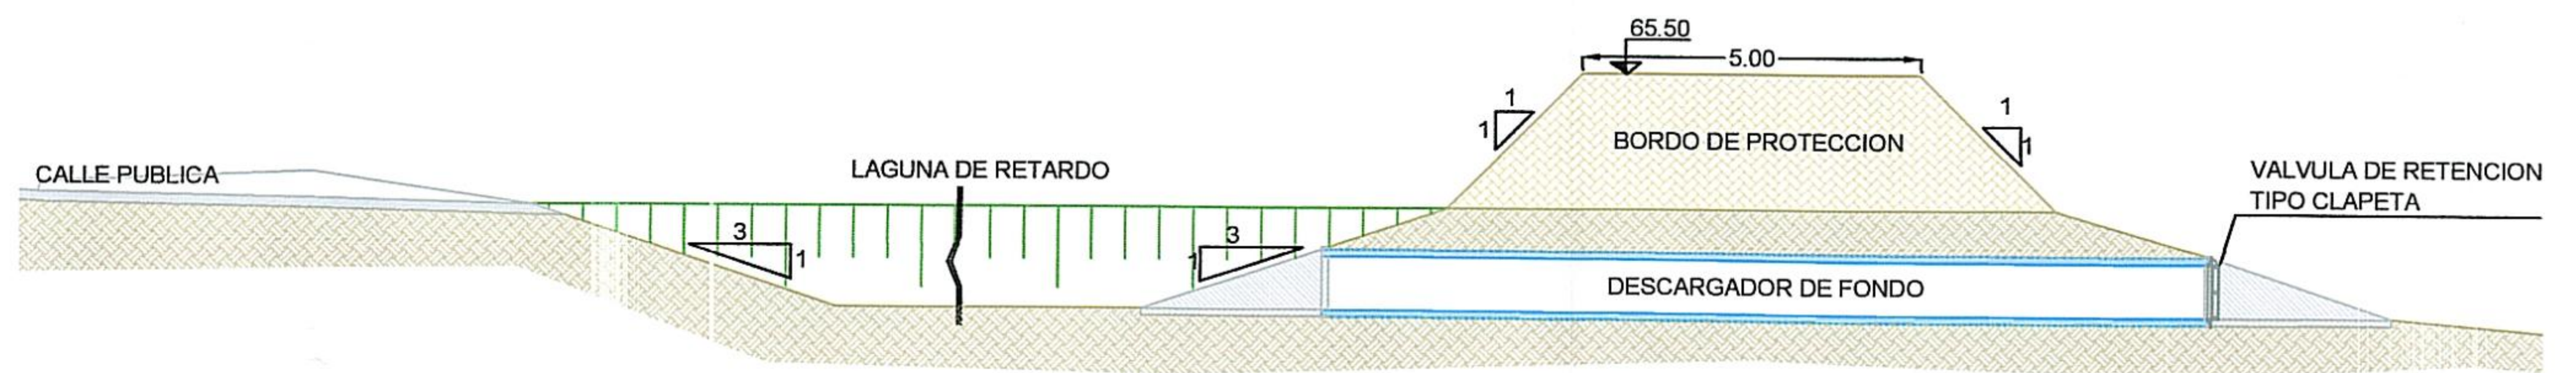 65.50
5.00
1
1
1
1
BORDO DE PROTECCION
CALLE PUBLICA
LAGUNA DE RETARDO
VALVULA DE RETENCION
TIPO CLAPETA
3
1
3
1
DESCARGADOR DE FONDO